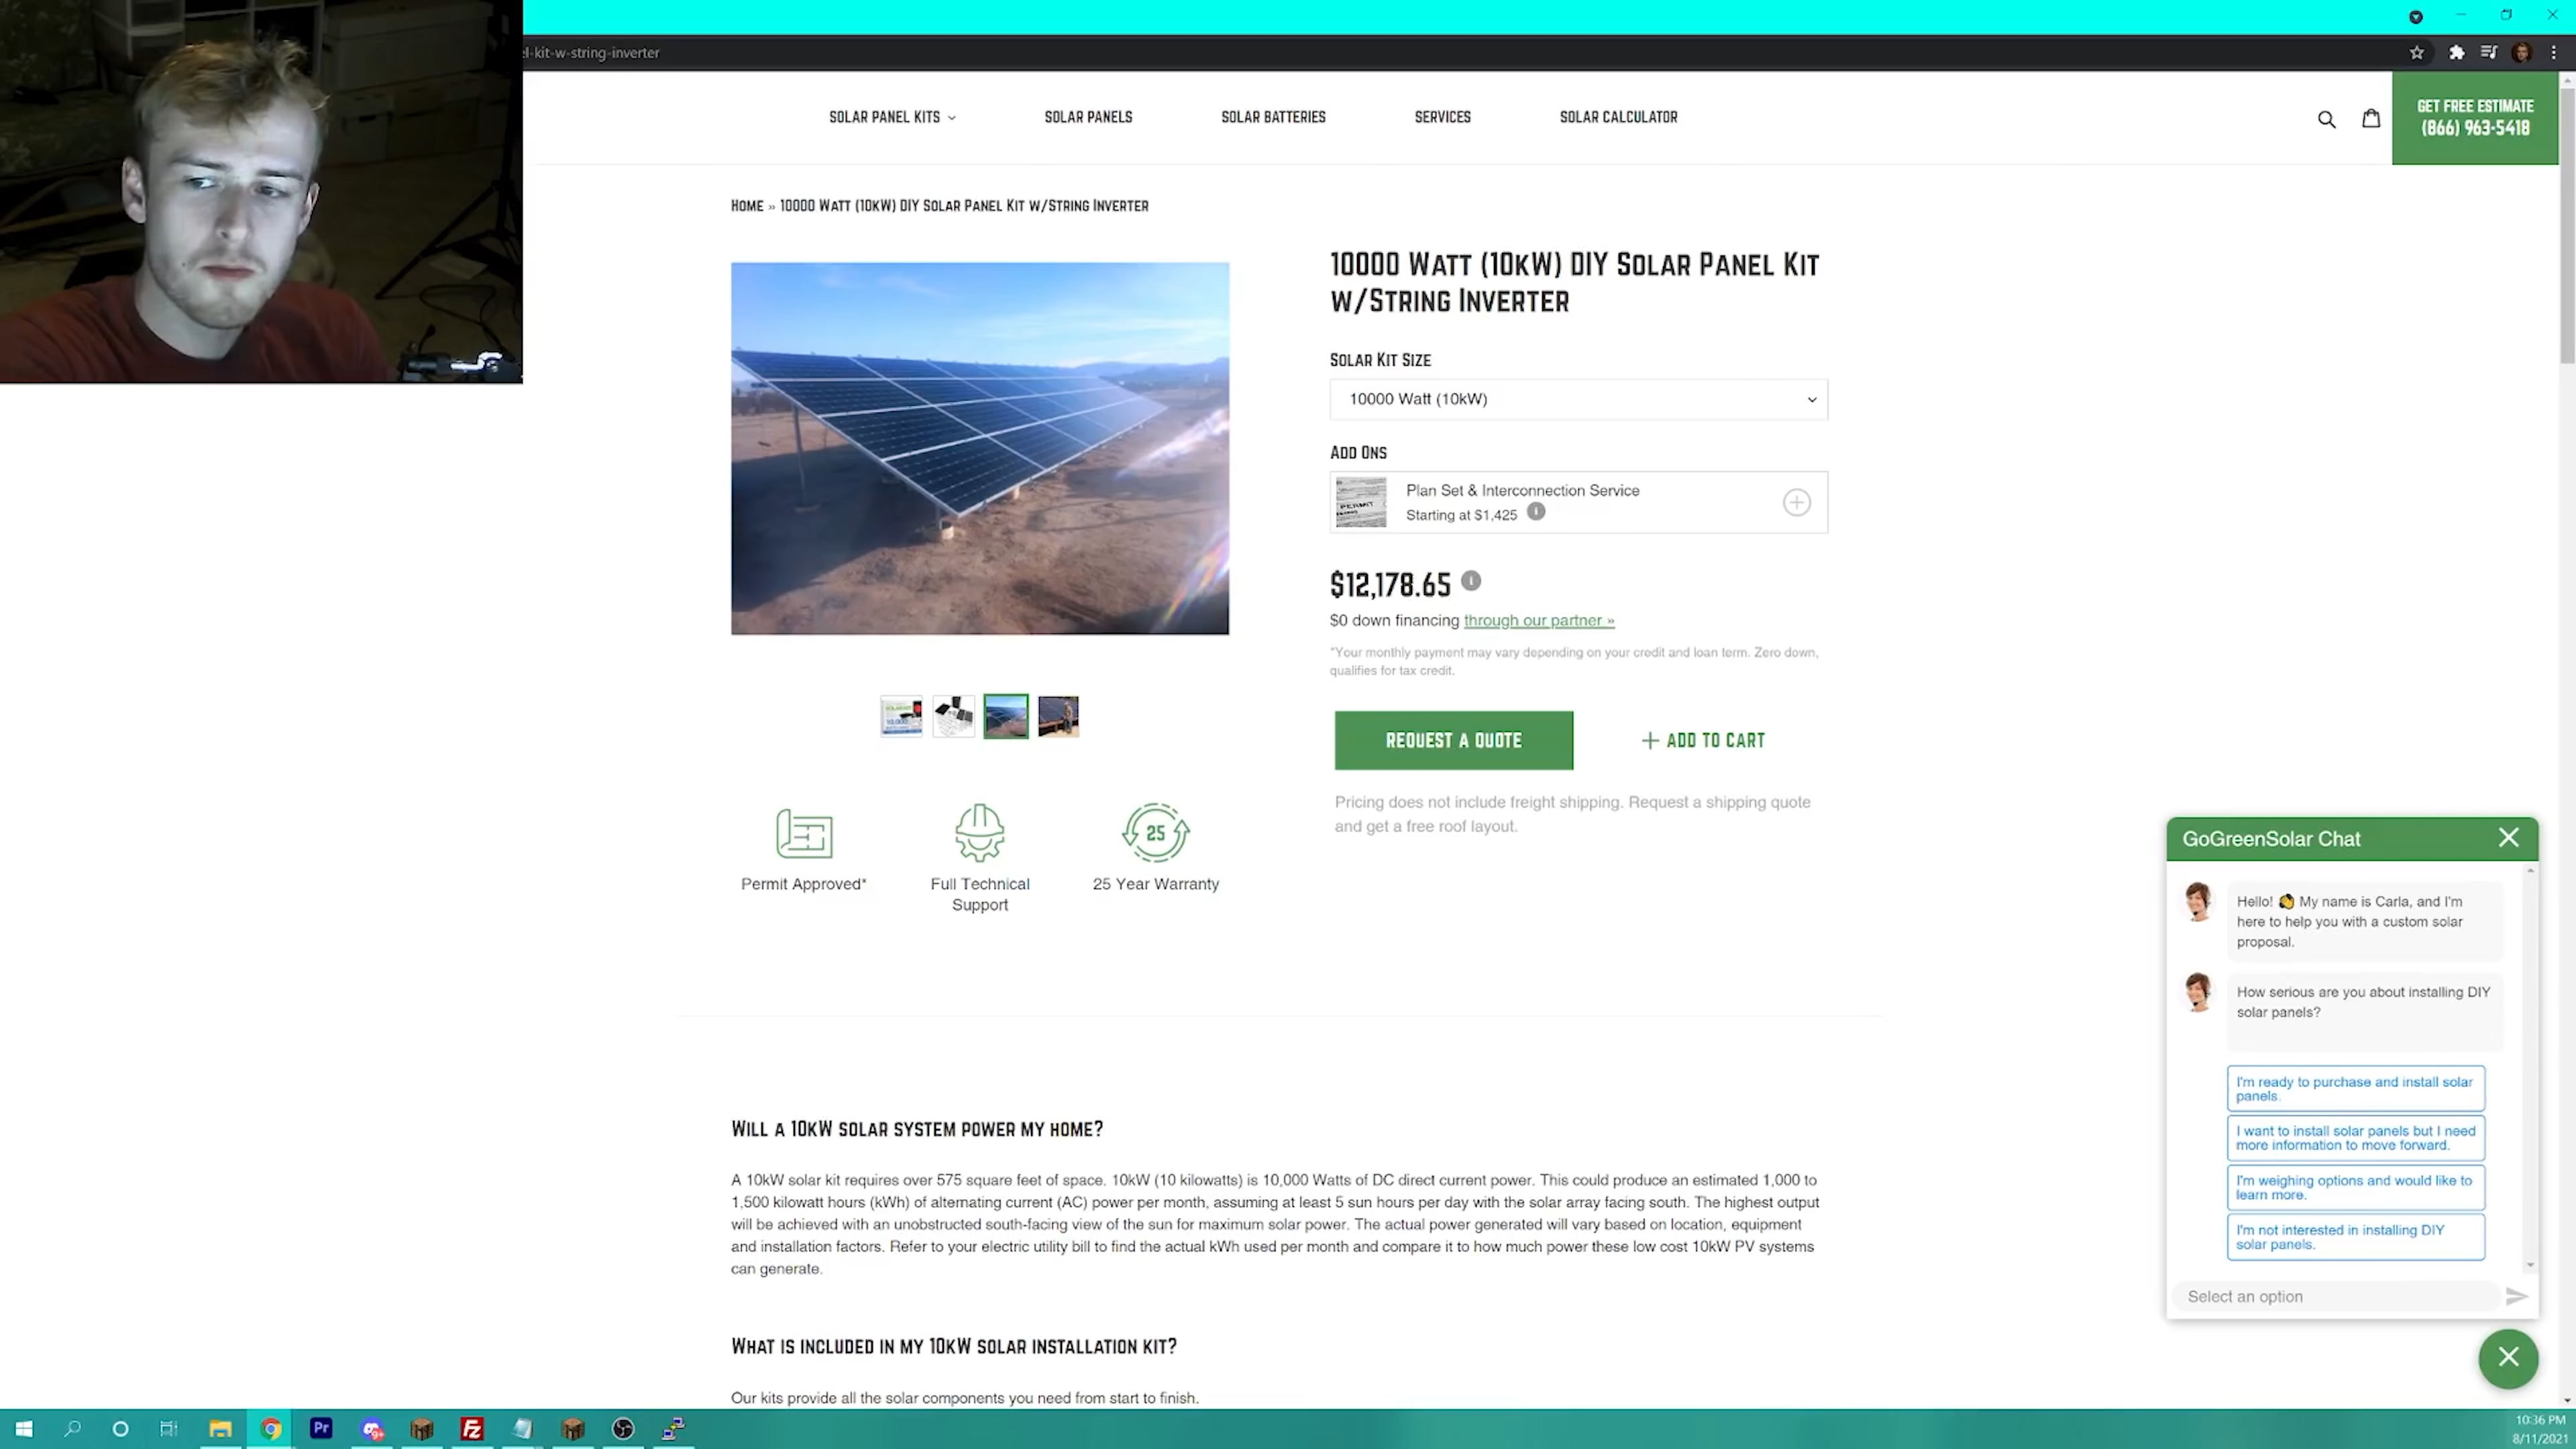 el-kit-w-string-inverter
SOLAR PANEL KITS
SOLAR PANELS
SOLAR BATTERIES
SERVICES
SOLAR CALCULATOR
GET FREE ESTIMATE
(866) 963-5418
HOME » 10000 WATT (10KW) DIY SOLAR PANEL KIT W/STRING INVERTER
10000 WATT (10KW) DIY SOLAR PANEL KIT
W/STRING INVERTER
SOLAR KIT SIZE
10000 Watt (10kW)
ADD ONS
PERMIT
Plan Set & Interconnection Service
Starting at $1,425
$12,178.65
$0 down financing through our partner »
*Your monthly payment may vary depending on your credit and loan term. Zero down,
qualifies for tax credit.
REQUEST A QUOTE
+ ADD TO CART
Pricing does not include freight shipping. Request a shipping quote
and get a free roof layout.
25
Permit Approved*
Full Technical
Support
25 Year Warranty
WILL A 10KW SOLAR SYSTEM POWER MY HOME?
A 10kW solar kit requires over 575 square feet of space. 10kW (10 kilowatts) is 10,000 Watts of DC direct current power. This could produce an estimated 1,000 to
1,500 kilowatt hours (kWh) of alternating current (AC) power per month, assuming at least 5 sun hours per day with the solar array facing south. The highest output
will be achieved with an unobstructed south-facing view of the sun for maximum solar power. The actual power generated will vary based on location, equipment
and installation factors. Refer to your electric utility bill to find the actual kWh used per month and compare it to how much power these low cost 10kW PV systems
can generate.
WHAT IS INCLUDED IN MY 10KW SOLAR INSTALLATION KIT?
Our kits provide all the solar components you need from start to finish.
GoGreenSolar Chat
Hello! 👋 My name is Carla, and I'm
here to help you with a custom solar
proposal.
How serious are you about installing DIY
solar panels?
I'm ready to purchase and install solar
panels.
I want to install solar panels but I need
more information to move forward.
I'm weighing options and would like to
learn more.
I'm not interested in installing DIY
solar panels.
Select an option
Pr
9+
FZ
10:36 PM
8/11/2021